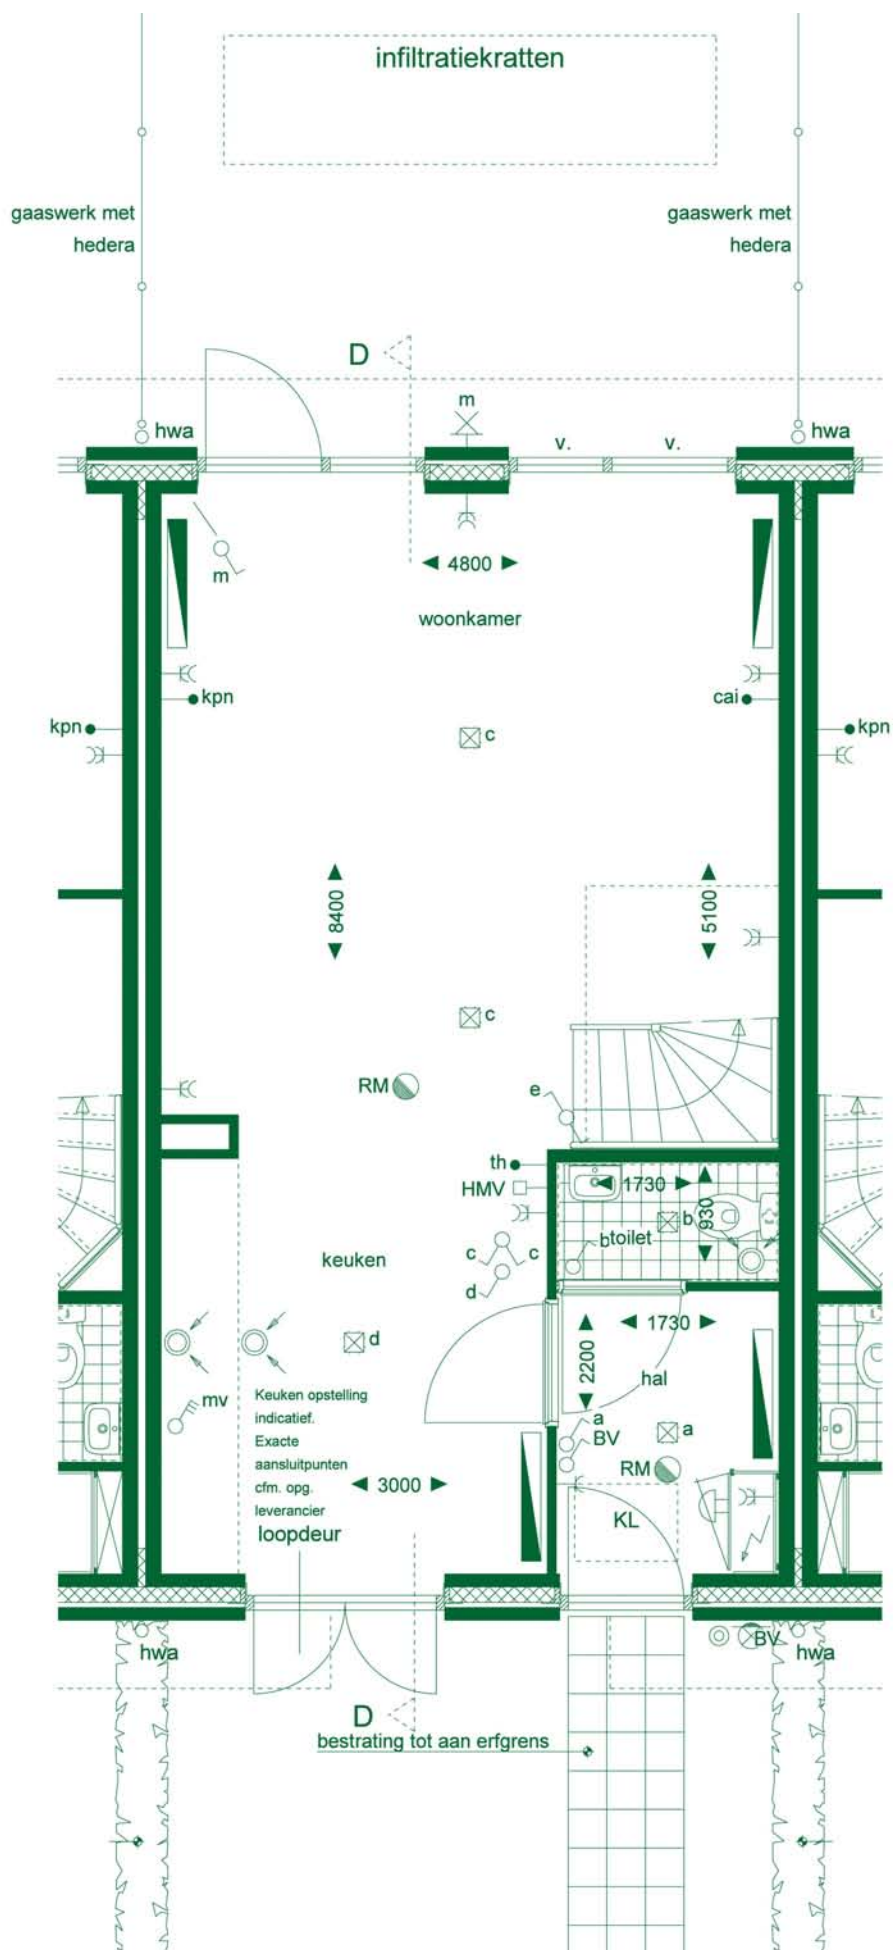 infiltratiekratten
gaaswerk met
hedera
gaaswerk met
hedera
D
m
hwa
v.
v.
hwa
4800
m
woonkamer
kpn
cai
kpn
kpn
c
8400
5100
c
RM
e
th
HMV
1730
930
b
b
toilet
c
c
d
keuken
d
1730
2200
hal
mv
Keuken opstelling
indicatief.
Exacte
aansluitpunten
cfm. opg.
leverancier
a
BV
a
RM
3000
KL
loopdeur
hwa
BV
hwa
D
bestrating tot aan erfgrens